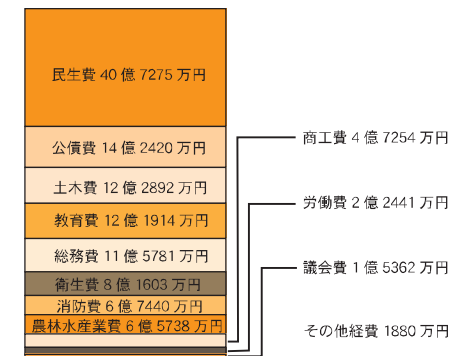 民生費 40 億 7275 万円
公債費 14 億 2420 万円
土木費 12 億 2892 万円
教育費 12 億 1914 万円
総務費 11 億 5781 万円
衛生費 8 億 1603 万円
消防費 6 億 7440 万円
農林水産業費 6 億 5738 万円
商工費 4 億 7254 万円
労働費 2 億 2441 万円
議会費 1 億 5362 万円
その他経費 1880 万円